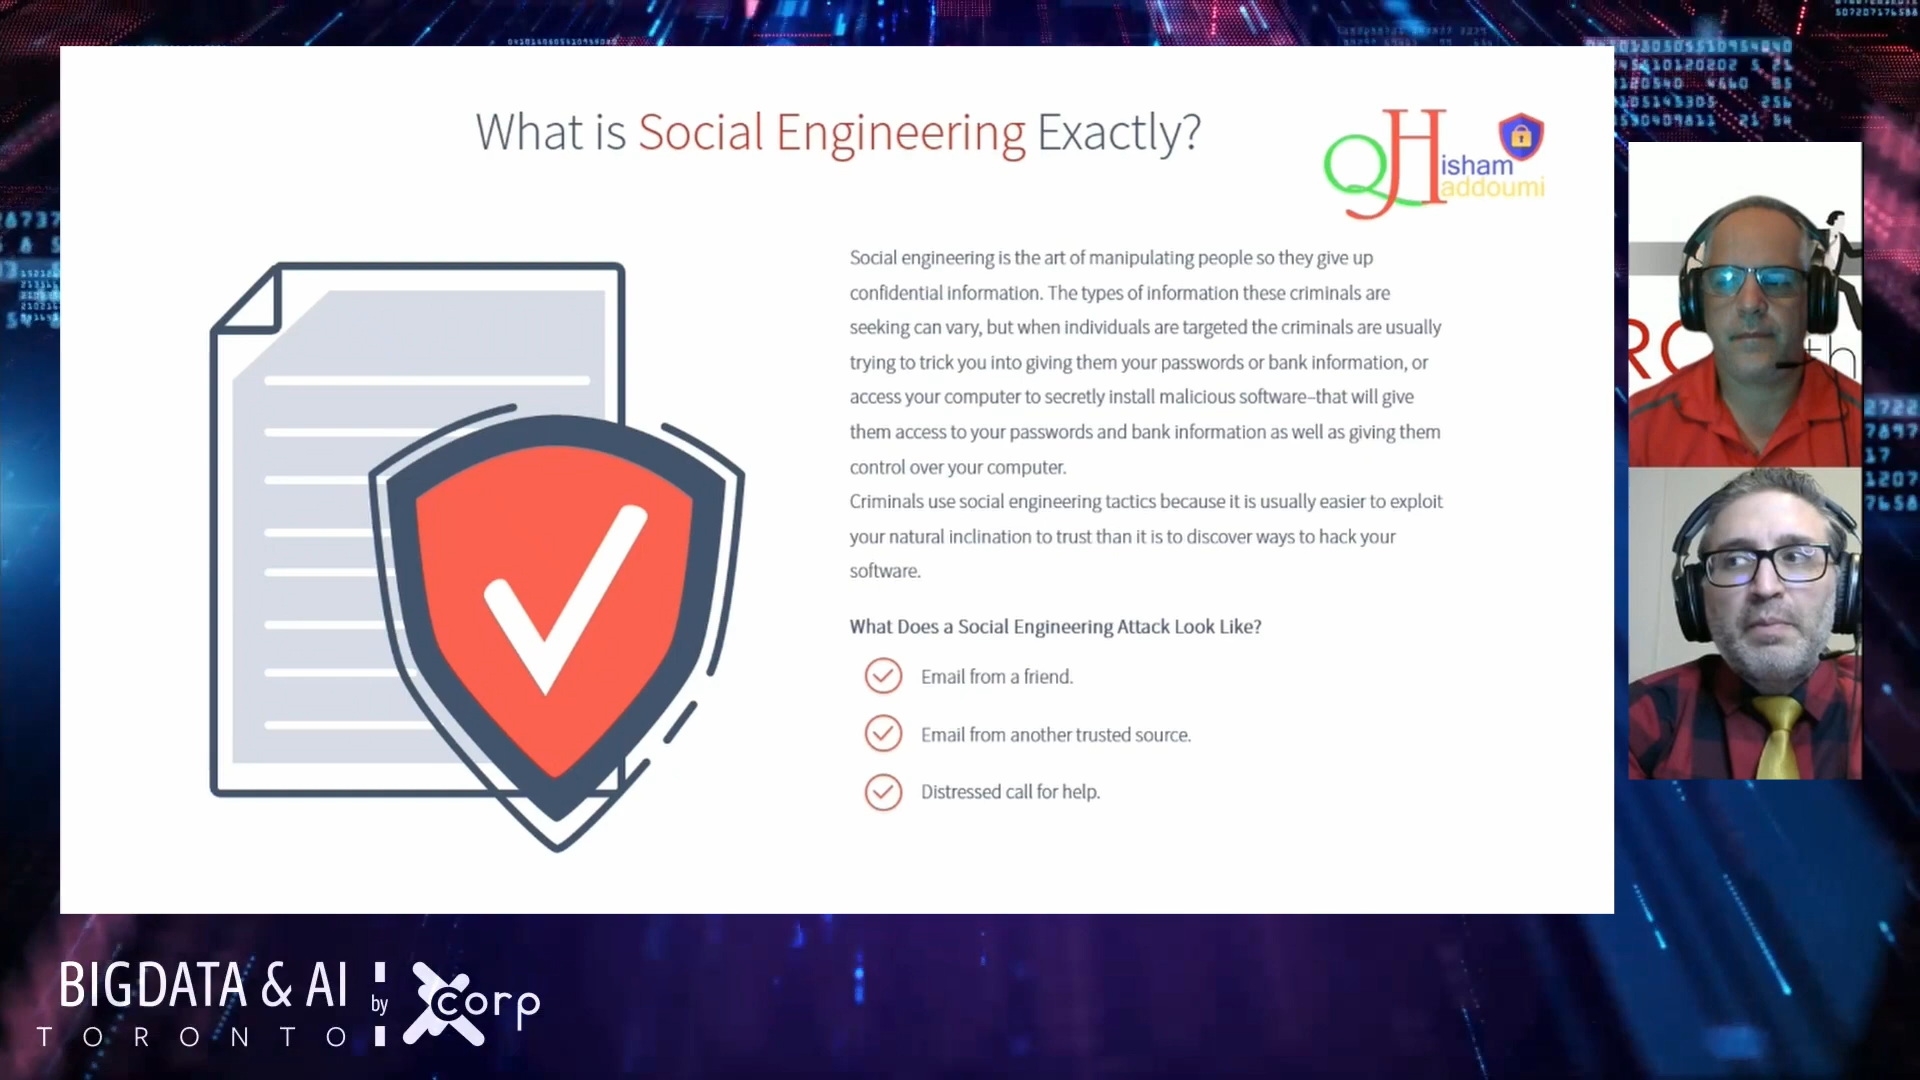 What is Social Engineering Exactly?
QHisham
Haddoumi
Social engineering is the art of manipulating people so they give up
confidential information. The types of information these criminals are
seeking can vary, but when individuals are targeted the criminals are usually
trying to trick you into giving them your passwords or bank information, or
access your computer to secretly install malicious software–that will give
them access to your passwords and bank information as well as giving them
control over your computer.
Criminals use social engineering tactics because it is usually easier to exploit
your natural inclination to trust than it is to discover ways to hack your
software.
What Does a Social Engineering Attack Look Like?
Email from a friend.
Email from another trusted source.
Distressed call for help.
BIGDATA & AI
TORONTO
by
corp